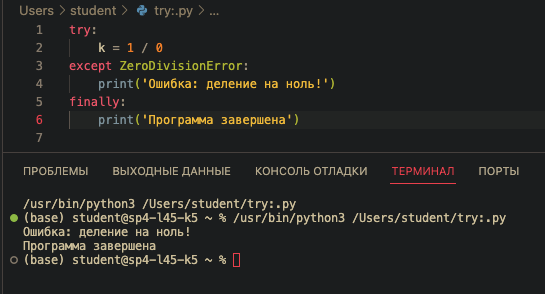 Users > student > try:.py > ...
1 try:
2     k = 1 / 0
3 except ZeroDivisionError:
4     print('Ошибка: деление на ноль!')
5 finally:
6     print('Программа завершена')
7
ПРОБЛЕМЫ ВЫХОДНЫЕ ДАННЫЕ КОНСОЛЬ ОТЛАДКИ ТЕРМИНАЛ ПОРТЫ
/usr/bin/python3 /Users/student/try:.py
(base) student@sp4-l45-k5 ~ % /usr/bin/python3 /Users/student/try:.py
Ошибка: деление на ноль!
Программа завершена
(base) student@sp4-l45-k5 ~ %